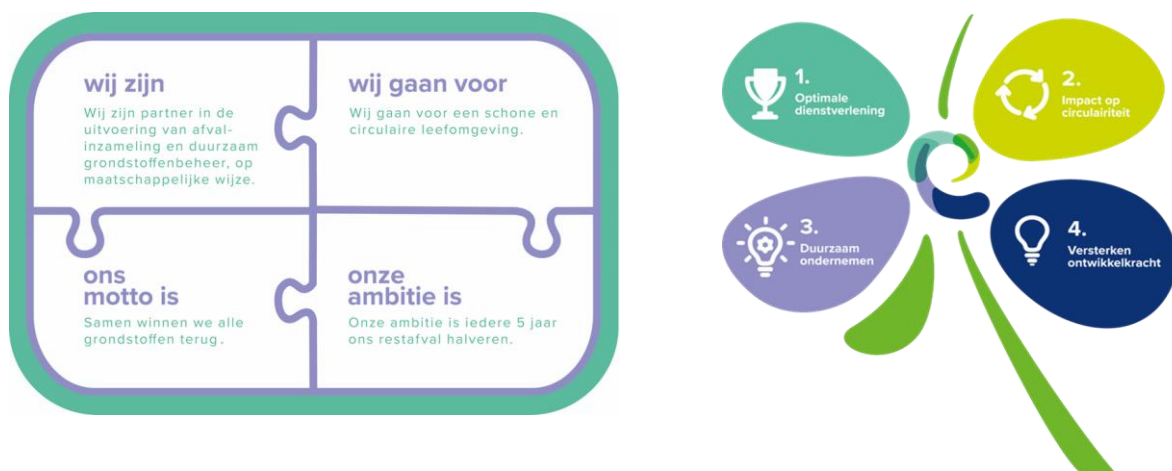 wij zijn
Wij zijn partner in de
uitvoering van afval-
inzameling en duurzaam
grondstoffenbeheer, op
maatschappelijke wijze.
wij gaan voor
Wij gaan voor een schone en
circulaire leefomgeving.
ons
motto is
Samen winnen we alle
grondstoffen terug.
onze
ambitie is
Onze ambitie is iedere 5 jaar
ons restafval halveren.
1.
Optimale
dienstverlening
2.
Impact op
circulairiteit
3.
Duurzaam
ondernemen
4.
Versterken
ontwikkelkracht